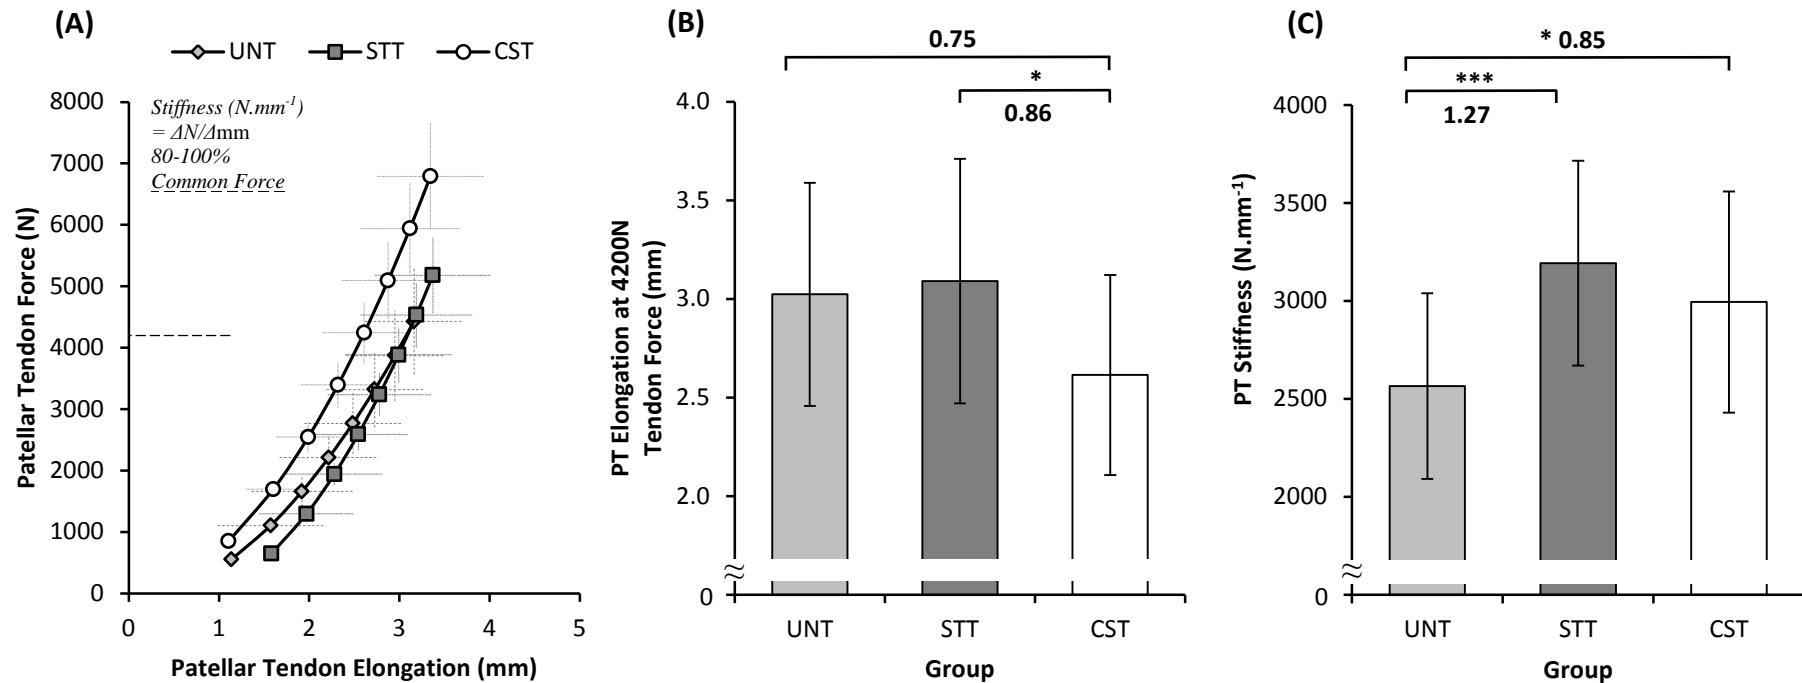 (A)
UNT STT CST
Stiffness (N.mm-1)
= ΔN/Δmm
80-100%
Common Force
8000
7000
6000
5000
4000
3000
2000
1000
0
0 1 2 3 4 5
Patellar Tendon Force (N)
Patellar Tendon Elongation (mm)
(B)
0.75
*
0.86
4.0
3.5
3.0
2.5
2.0
0
PT Elongation at 4200N
Tendon Force (mm)
UNT STT CST
Group
(C)
* 0.85
***
1.27
4000
3500
3000
2500
2000
0
PT Stiffness (N.mm-1)
UNT STT CST
Group